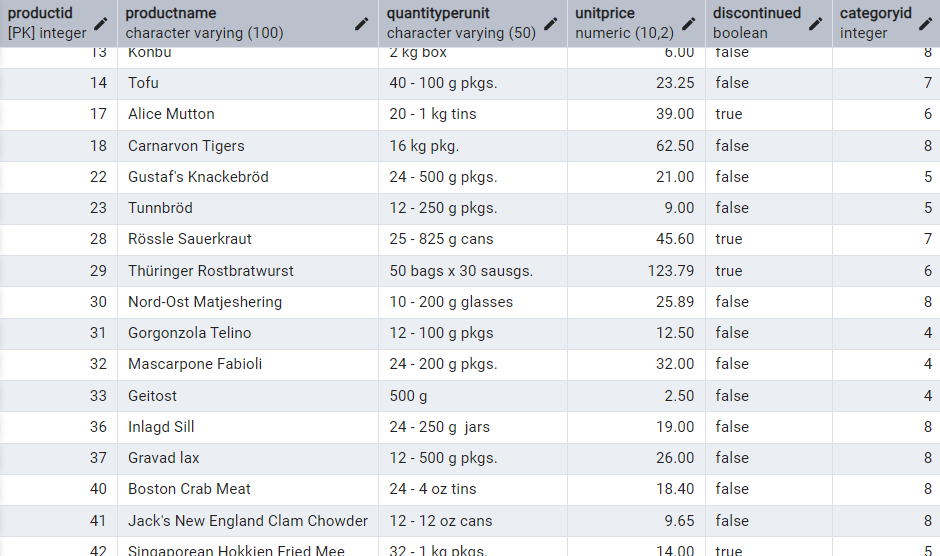 productid productname quantityperunit unitprice discontinued categoryid
[PK] integer character varying (100) character varying (50) numeric (10,2) boolean integer
13 Konbu 2 kg box 6.00 false 8
14 Tofu 40 - 100 g pkgs. 23.25 false 7
17 Alice Mutton 20 - 1 kg tins 39.00 true 6
18 Carnarvon Tigers 16 kg pkg. 62.50 false 8
22 Gustaf's Knackebröd 24 - 500 g pkgs. 21.00 false 5
23 Tunnbröd 12 - 250 g pkgs. 9.00 false 5
28 Rössle Sauerkraut 25 - 825 g cans 45.60 true 7
29 Thüringer Rostbratwurst 50 bags x 30 sausgs. 123.79 true 6
30 Nord-Ost Matjeshering 10 - 200 g glasses 25.89 false 8
31 Gorgonzola Telino 12 - 100 g pkgs 12.50 false 4
32 Mascarpone Fabioli 24 - 200 g pkgs. 32.00 false 4
33 Geitost 500 g 2.50 false 4
36 Inlagd Sill 24 - 250 g  jars 19.00 false 8
37 Gravad lax 12 - 500 g pkgs. 26.00 false 8
40 Boston Crab Meat 24 - 4 oz tins 18.40 false 8
41 Jack's New England Clam Chowder 12 - 12 oz cans 9.65 false 8
42 Singaporean Hokkien Fried Mee 32 - 1 kg pkgs. 14.00 true 5